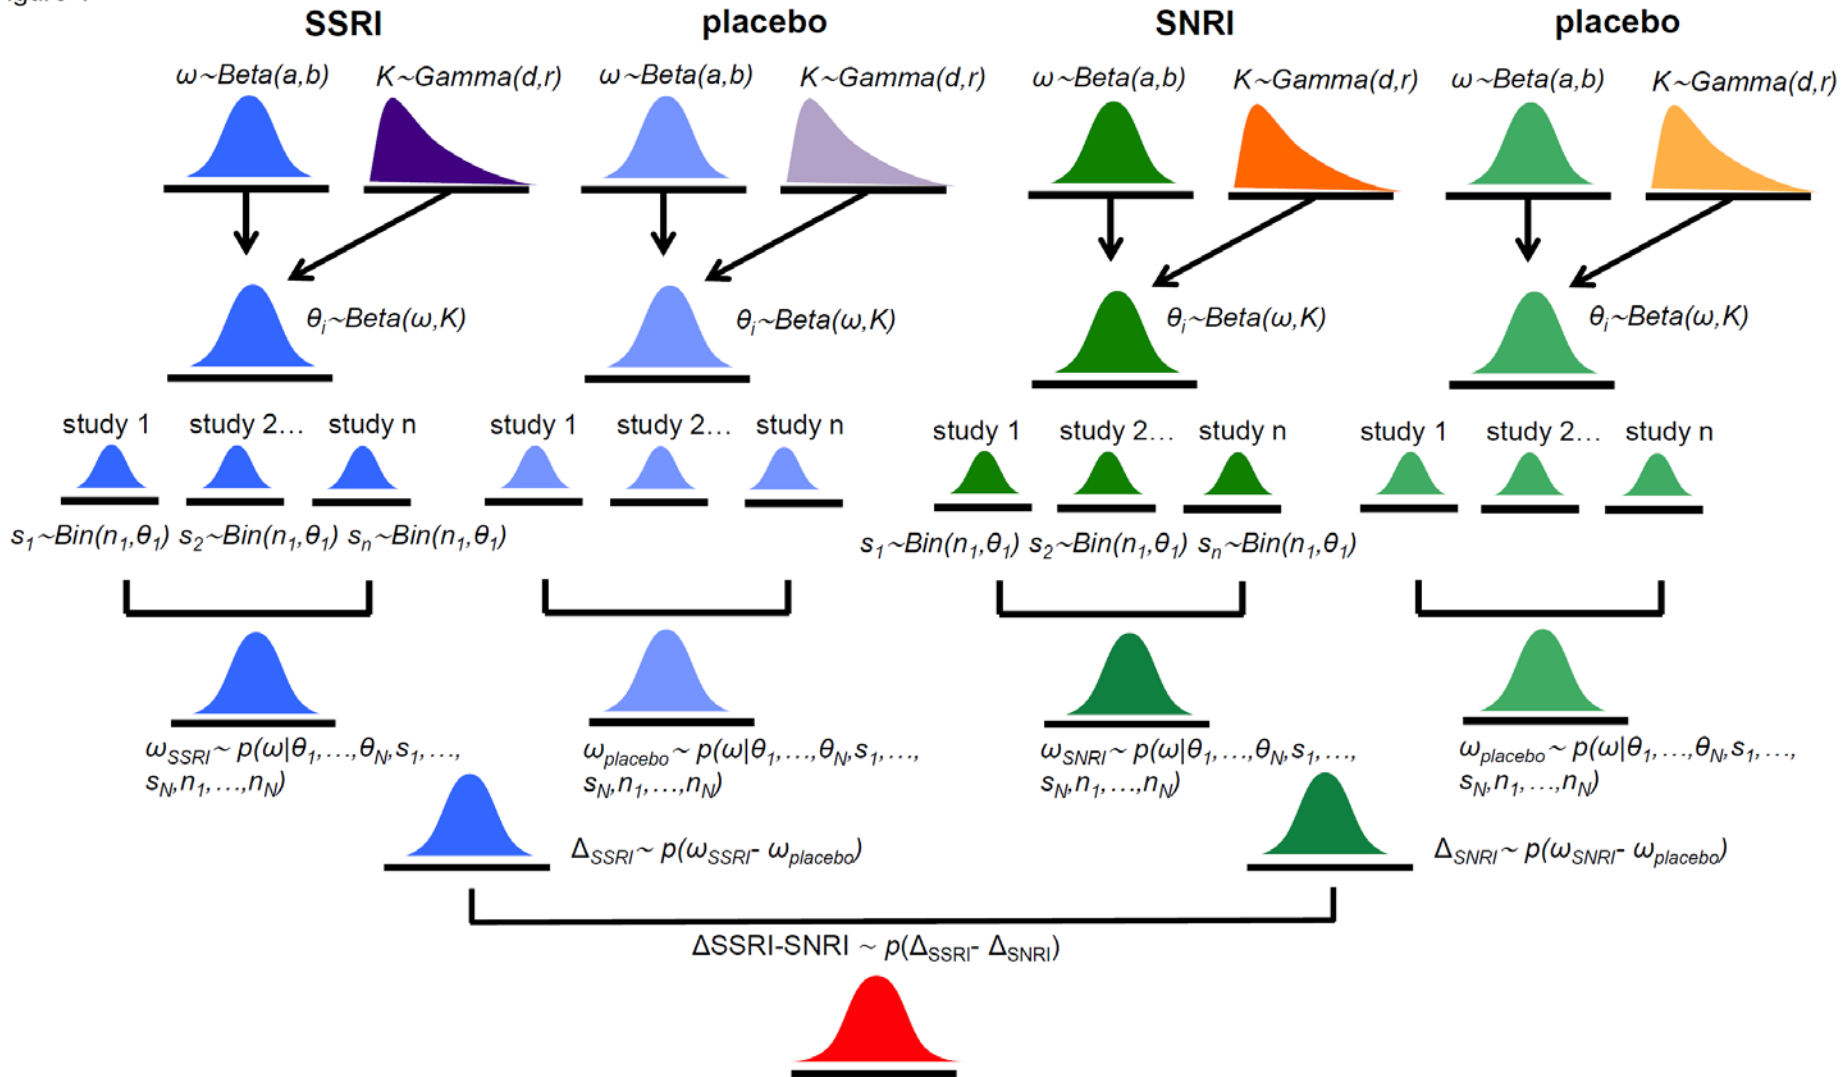 SSRI placebo SNRI placebo
ω~Beta(a,b) K~Gamma(d,r) ω~Beta(a,b) K~Gamma(d,r) ω~Beta(a,b) K~Gamma(d,r) ω~Beta(a,b) K~Gamma(d,r)
θi~Beta(ω,K) θi~Beta(ω,K) θi~Beta(ω,K) θi~Beta(ω,K)
study 1 study 2… study n study 1 study 2… study n study 1 study 2… study n study 1 study 2… study n
s1~Bin(n1,θ1) s2~Bin(n1,θ1) sn~Bin(n1,θ1) s1~Bin(n1,θ1) s2~Bin(n1,θ1) sn~Bin(n1,θ1)
ωSSRI~ p(ω|θ1,…,θN,s1,…,
sN,n1,…,nN)
ωplacebo~ p(ω|θ1,…,θN,s1,…,
sN,n1,…,nN)
ωSNRI~ p(ω|θ1,…,θN,s1,…,
sN,n1,…,nN)
ωplacebo~ p(ω|θ1,…,θN,s1,…,
sN,n1,…,nN)
ΔSSRI~ p(ωSSRI- ωplacebo) ΔSNRI~ p(ωSNRI- ωplacebo)
ΔSSRI-SNRI ~ p(ΔSSRI- ΔSNRI)